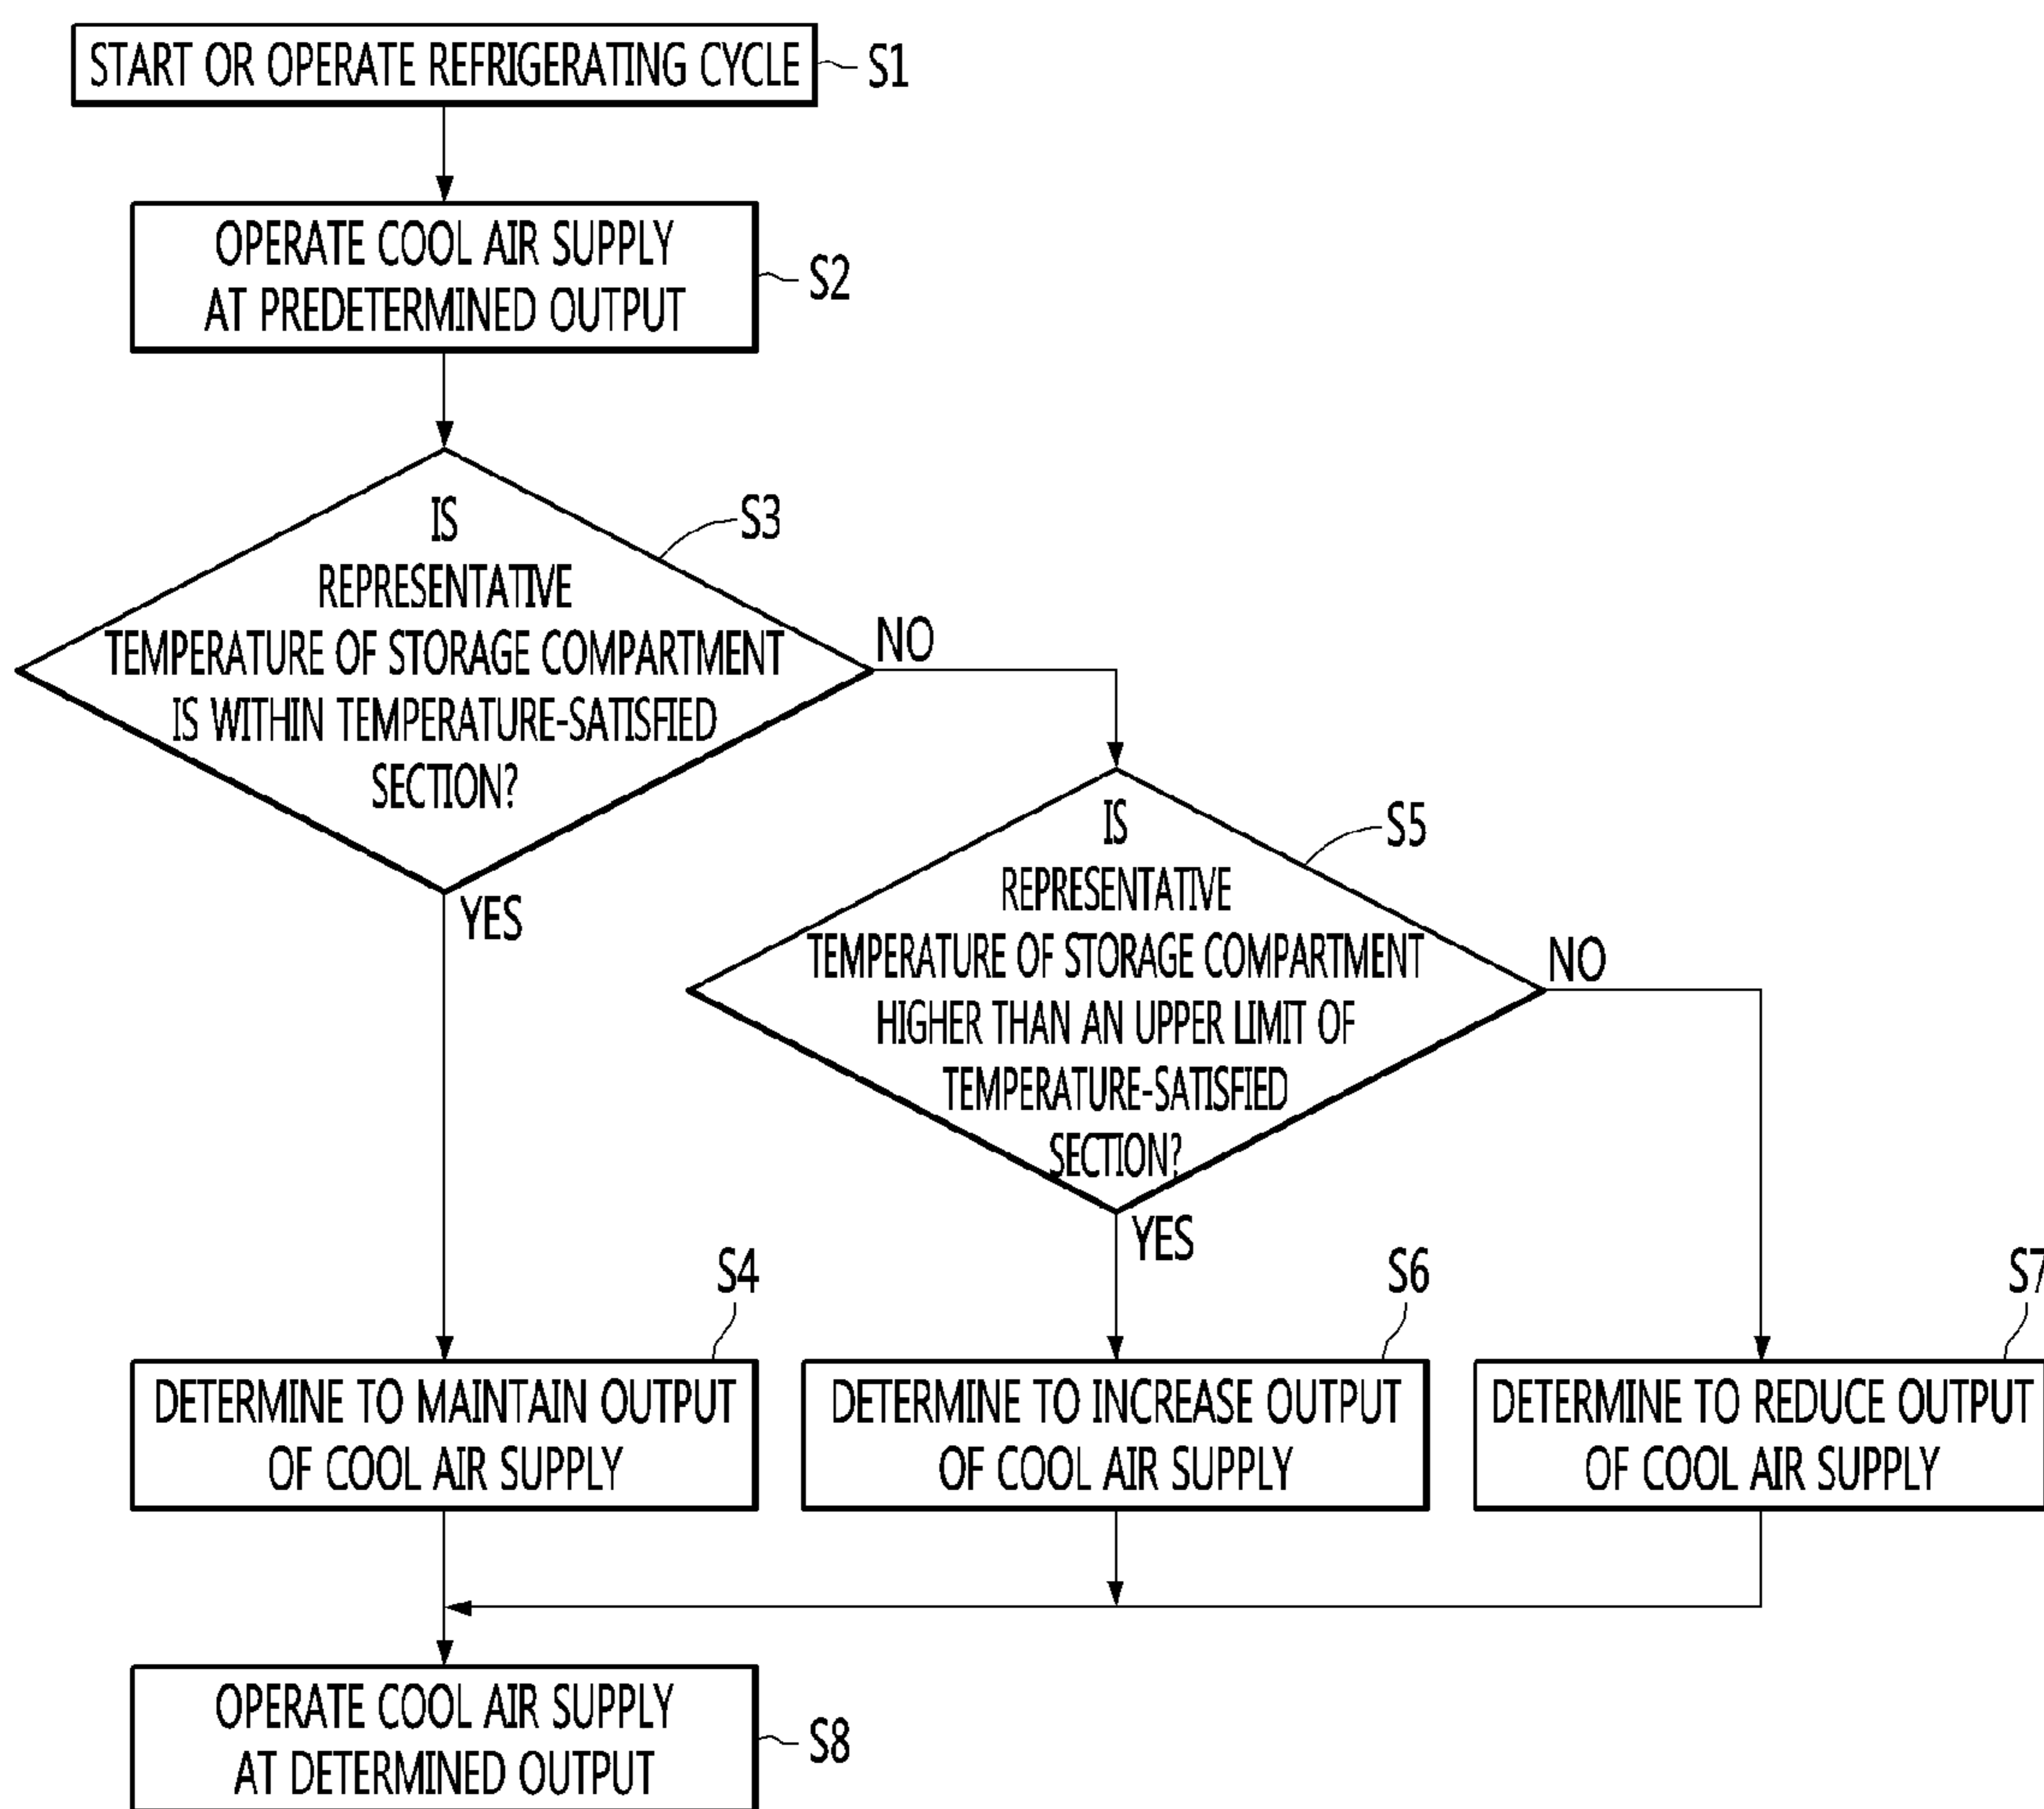 START OR OPERATE REFRIGERATING CYCLE
S1
OPERATE COOL AIR SUPPLY
AT PREDETERMINED OUTPUT
S2
IS
REPRESENTATIVE
TEMPERATURE OF STORAGE COMPARTMENT
IS WITHIN TEMPERATURE-SATISFIED
SECTION?
S3
NO
YES
IS
REPRESENTATIVE
TEMPERATURE OF STORAGE COMPARTMENT
HIGHER THAN AN UPPER LIMIT OF
TEMPERATURE-SATISFIED
SECTION?
S5
NO
YES
S4
DETERMINE TO MAINTAIN OUTPUT
OF COOL AIR SUPPLY
S6
DETERMINE TO INCREASE OUTPUT
OF COOL AIR SUPPLY
S7
DETERMINE TO REDUCE OUTPUT
OF COOL AIR SUPPLY
OPERATE COOL AIR SUPPLY
AT DETERMINED OUTPUT
S8